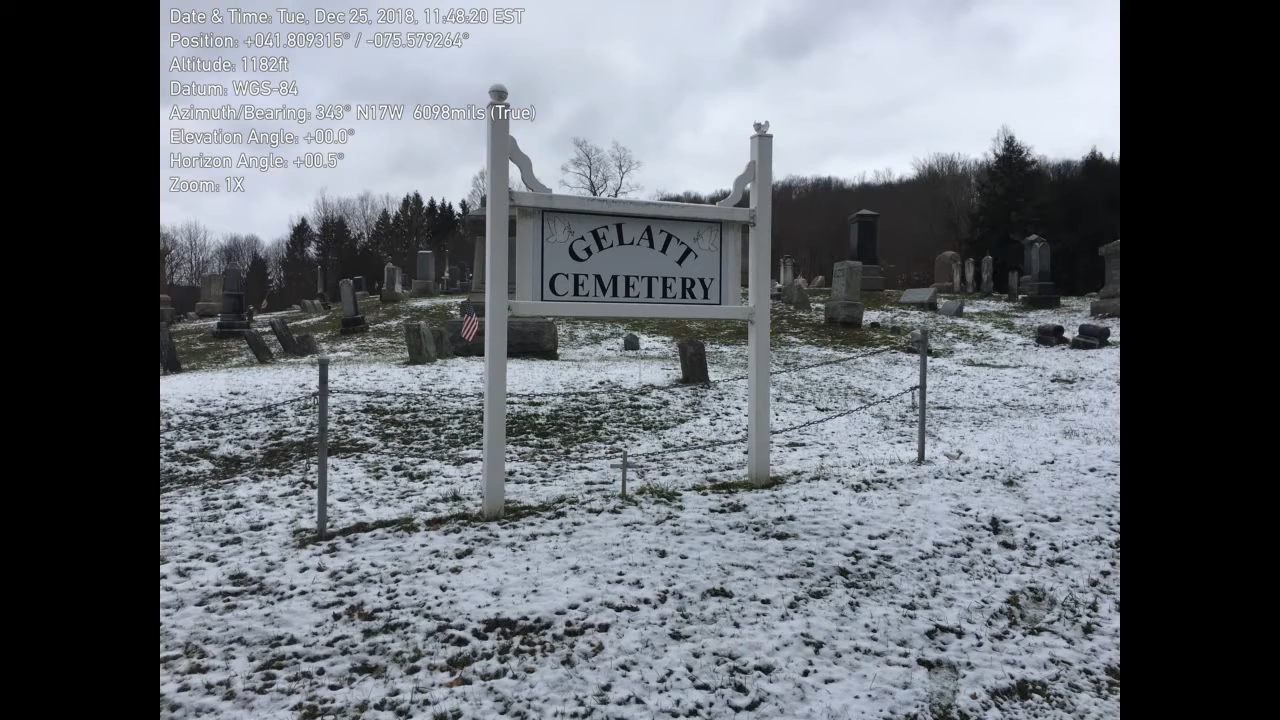 Date & Time: Tue, Dec 25, 2018, 11:48:20 EST
Position: +041.809315° / -075.579264°
Altitude: 1182ft
Datum: WGS-84
Azimuth/Bearing: 343° N17W 6098mils (True)
Elevation Angle: +00.0°
Horizon Angle: +00.5°
Zoom: 1X
GELATT
CEMETERY